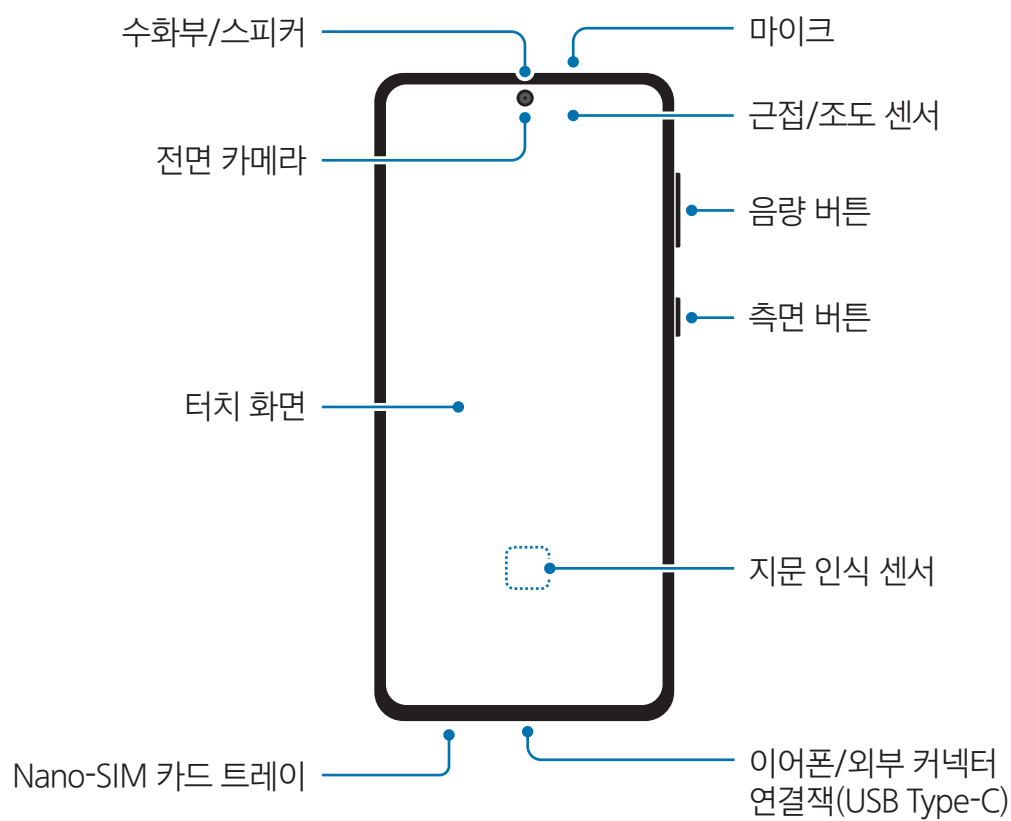 수화부/스피커
마이크
근접/조도 센서
전면 카메라
음량 버튼
측면 버튼
터치 화면
지문 인식 센서
Nano-SIM 카드 트레이
이어폰/외부 커넥터
연결잭(USB Type-C)